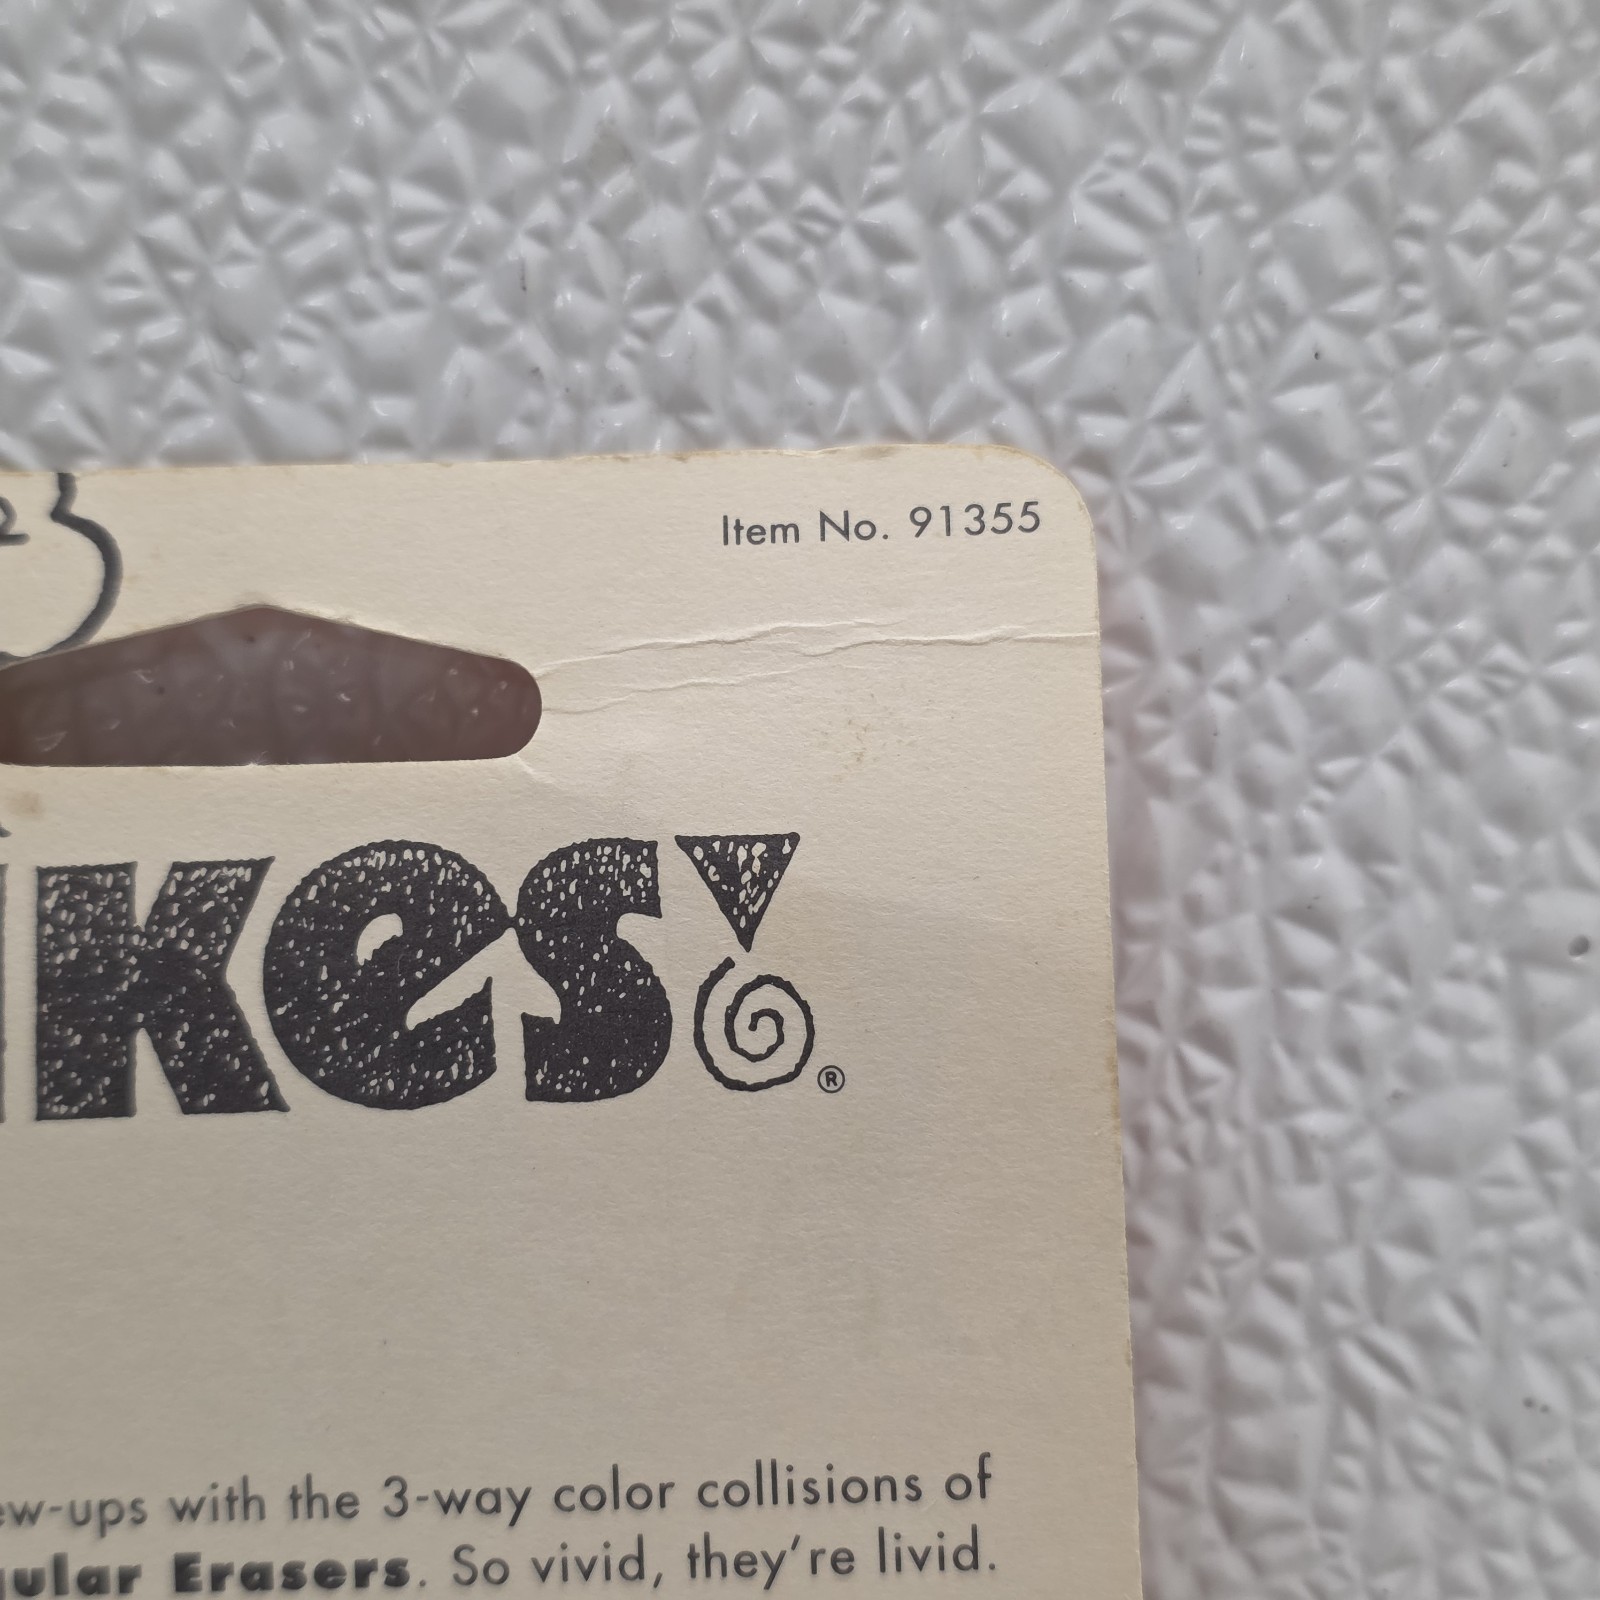 Item No. 91355
kes!®
ew-ups with the 3-way color collisions of
gular Erasers. So vivid, they're livid.